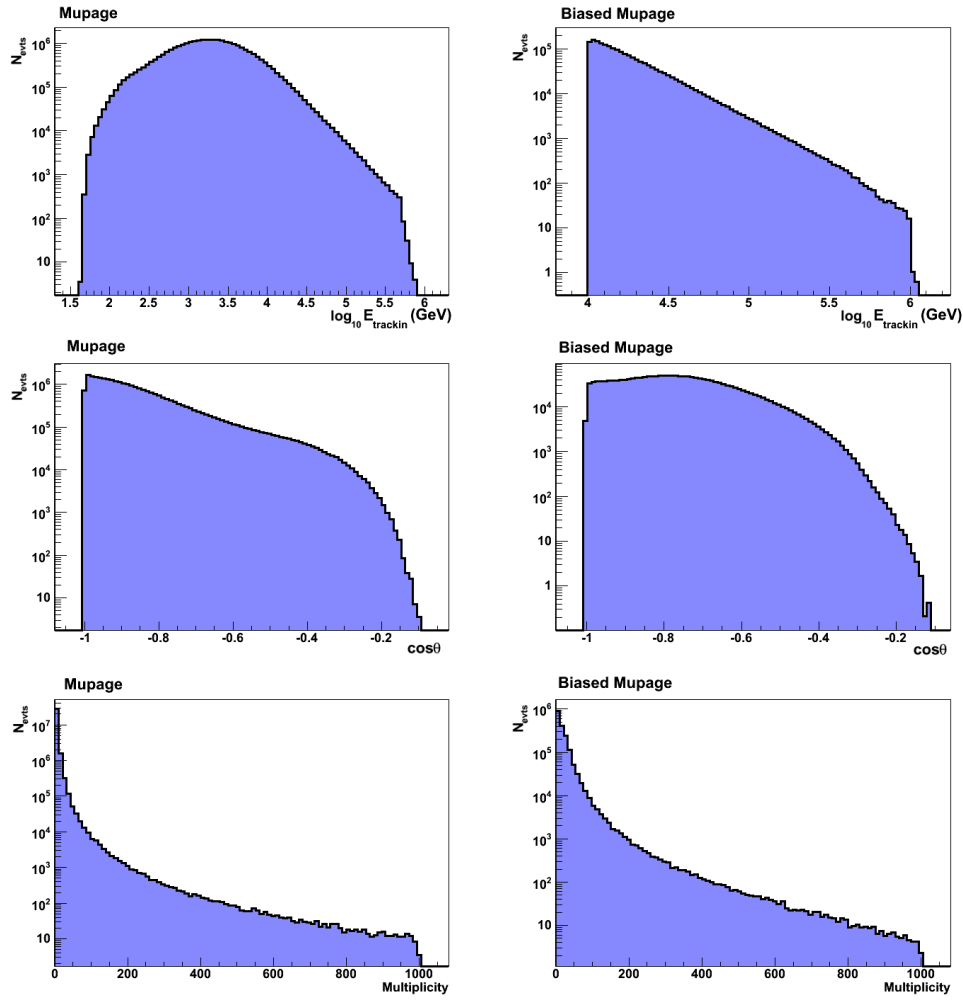 Mupage
N_evts
10^6
10^5
10^4
10^3
10^2
10
1.5 2 2.5 3 3.5 4 4.5 5 5.5 6
log_10 E_trackin (GeV)
Biased Mupage
N_evts
10^5
10^4
10^3
10^2
10
1
4 4.5 5 5.5 6
log_10 E_trackin (GeV)
Mupage
N_evts
10^6
10^5
10^4
10^3
10^2
10
-1 -0.8 -0.6 -0.4 -0.2
cosθ
Biased Mupage
N_evts
10^4
10^3
10^2
10
1
-1 -0.8 -0.6 -0.4 -0.2
cosθ
Mupage
N_evts
10^7
10^6
10^5
10^4
10^3
10^2
10
0 200 400 600 800 1000
Multiplicity
Biased Mupage
N_evts
10^6
10^5
10^4
10^3
10^2
10
0 200 400 600 800 1000
Multiplicity